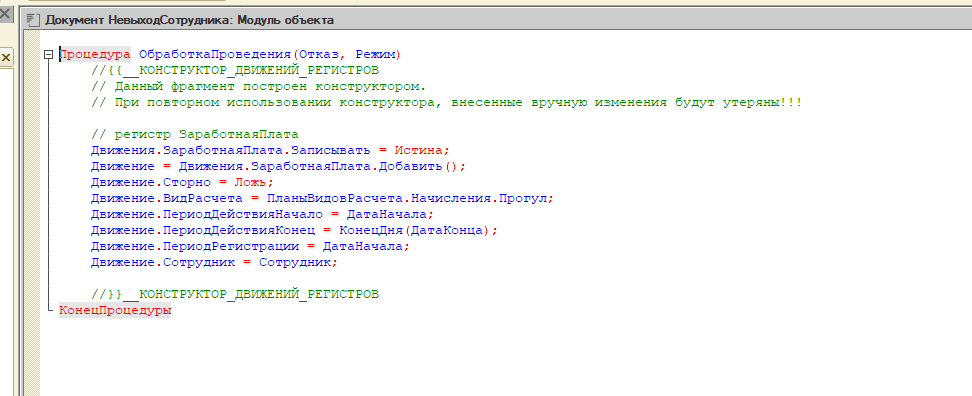 Документ НевыходСотрудника: Модуль объекта
Процедура ОбработкаПроведения(Отказ, Режим)
//{{__КОНСТРУКТОР_ДВИЖЕНИЙ_РЕГИСТРОВ
// Данный фрагмент построен конструктором.
// При повторном использовании конструктора, внесенные вручную изменения будут утеряны!!!
// регистр ЗаработнаяПлата
Движения.ЗаработнаяПлата.Записывать = Истина;
Движение = Движения.ЗаработнаяПлата.Добавить();
Движение.Сторно = Ложь;
Движение.ВидРасчета = ПланыВидовРасчета.Начисления.Прогул;
Движение.ПериодДействияНачало = ДатаНачала;
Движение.ПериодДействияКонец = КонецДня(ДатаКонца);
Движение.ПериодРегистрации = ДатаНачала;
Движение.Сотрудник = Сотрудник;
//}}__КОНСТРУКТОР_ДВИЖЕНИЙ_РЕГИСТРОВ
КонецПроцедуры